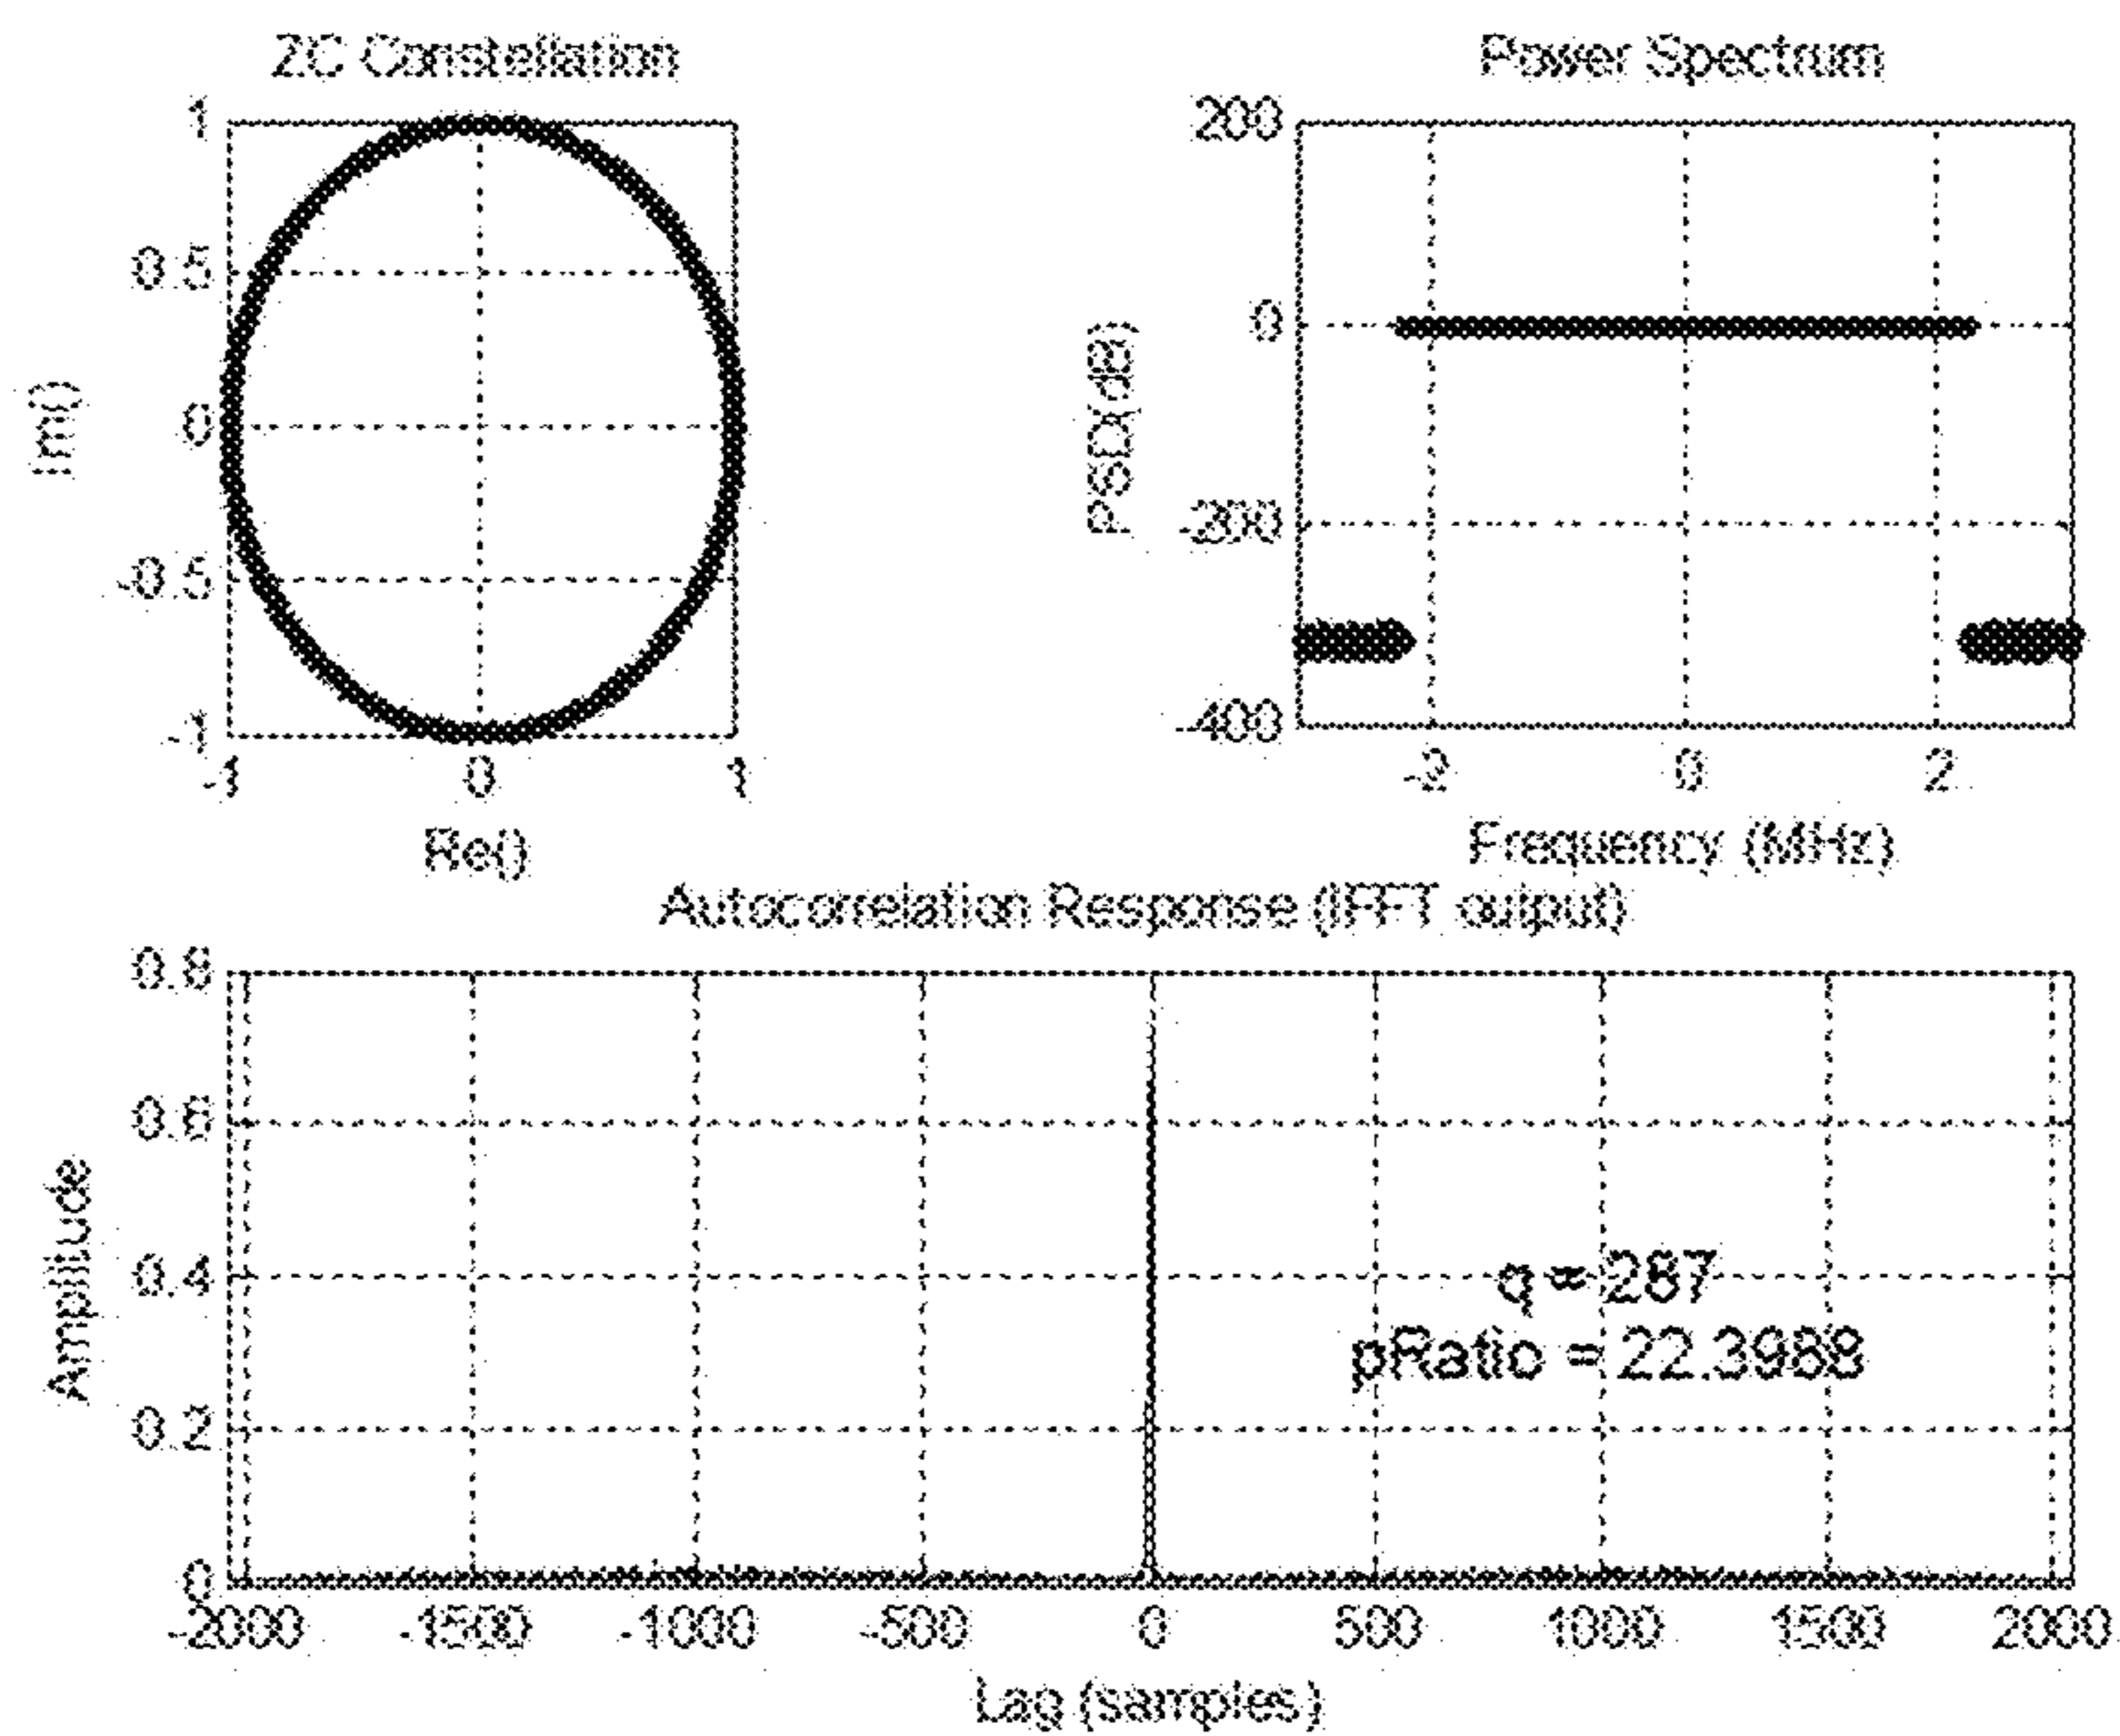 ZC Constellation
1
0.5
0
-0.5
-1
-1 0 1
Im()
Re()
Power Spectrum
200
0
-200
-400
-2 0 2
PSD(dB)
Frequency (MHz)
Autocorrelation Response (IFFT output)
0.8
0.6
0.4
0.2
0
Amplitude
q = 287
pRatio = 22.3988
-2000 -1500 -1000 -500 0 500 1000 1500 2000
Lag (samples)